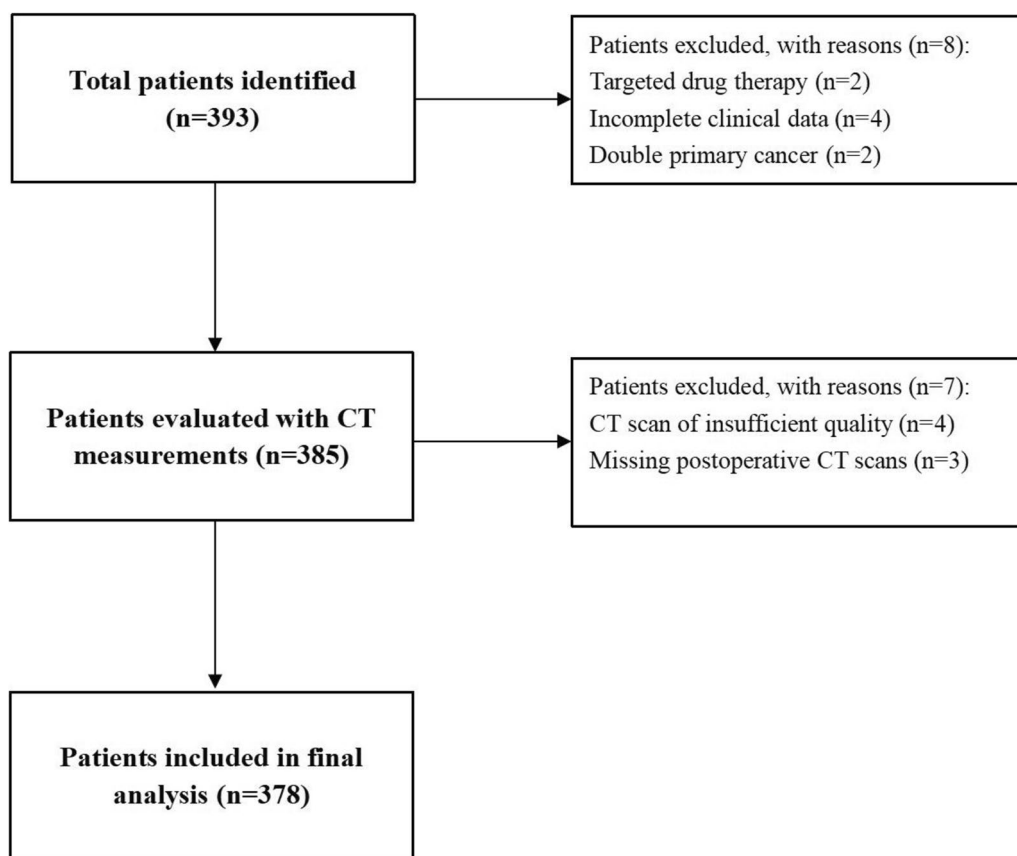 Total patients identified
(n=393)
Patients excluded, with reasons (n=8):
Targeted drug therapy (n=2)
Incomplete clinical data (n=4)
Double primary cancer (n=2)
Patients evaluated with CT
measurements (n=385)
Patients excluded, with reasons (n=7):
CT scan of insufficient quality (n=4)
Missing postoperative CT scans (n=3)
Patients included in final
analysis (n=378)